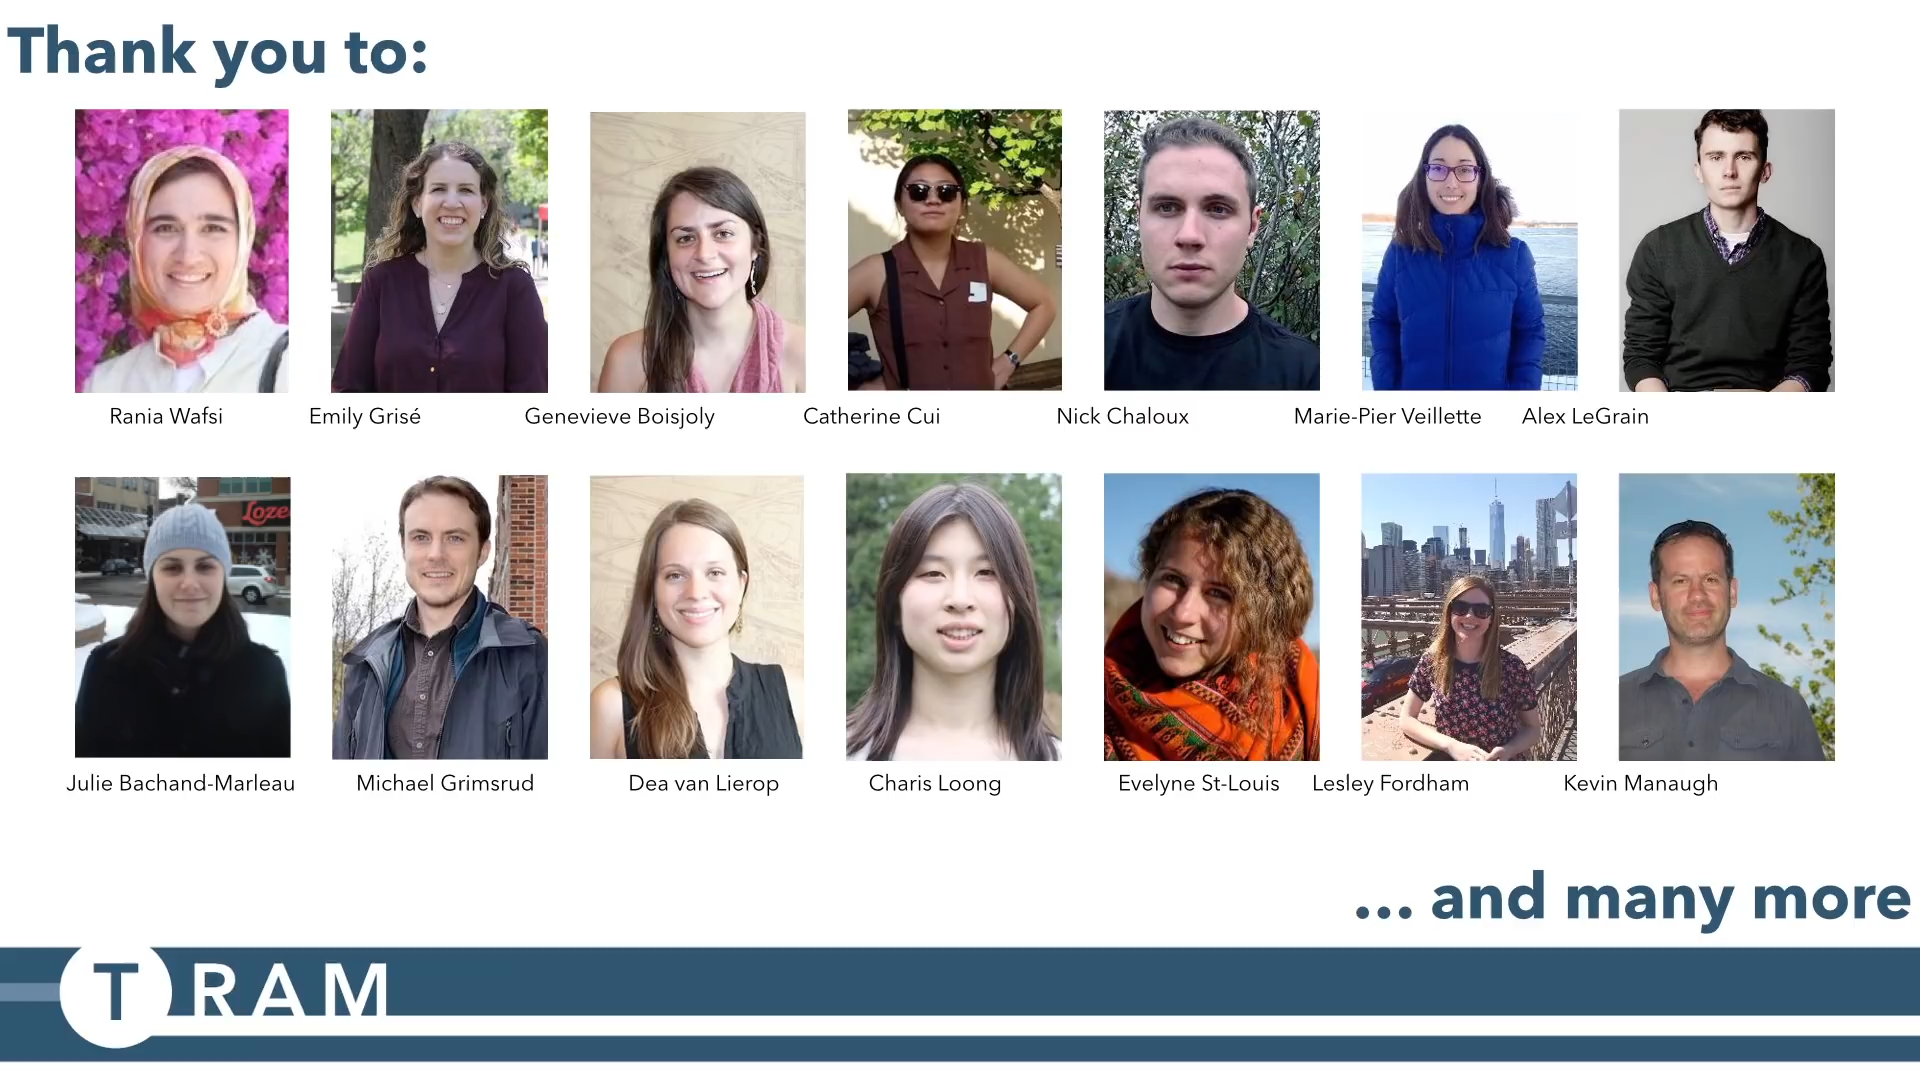 Thank you to:
Rania Wafsi Emily Grisé Genevieve Boisjoly Catherine Cui Nick Chaloux Marie-Pier Veillette Alex LeGrain
Loze
Julie Bachand-Marleau Michael Grimsrud Dea van Lierop Charis Loong Evelyne St-Louis Lesley Fordham Kevin Manaugh
... and many more
TRAM